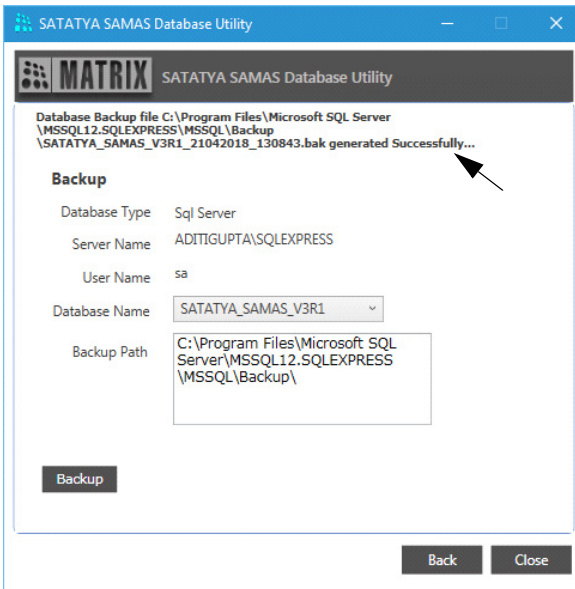 SATATYA SAMAS Database Utility
MATRIX SATATYA SAMAS Database Utility
Database Backup file C:\Program Files\Microsoft SQL Server
\MSSQL12.SQLEXPRESS\MSSQL\Backup
\SATATYA_SAMAS_V3R1_21042018_130843.bak generated Successfully...
Backup
Database Type Sql Server
Server Name ADITIGUPTA\SQLEXPRESS
User Name sa
Database Name SATATYA_SAMAS_V3R1
Backup Path C:\Program Files\Microsoft SQL
Server\MSSQL12.SQLEXPRESS
\MSSQL\Backup\
Backup
Back Close